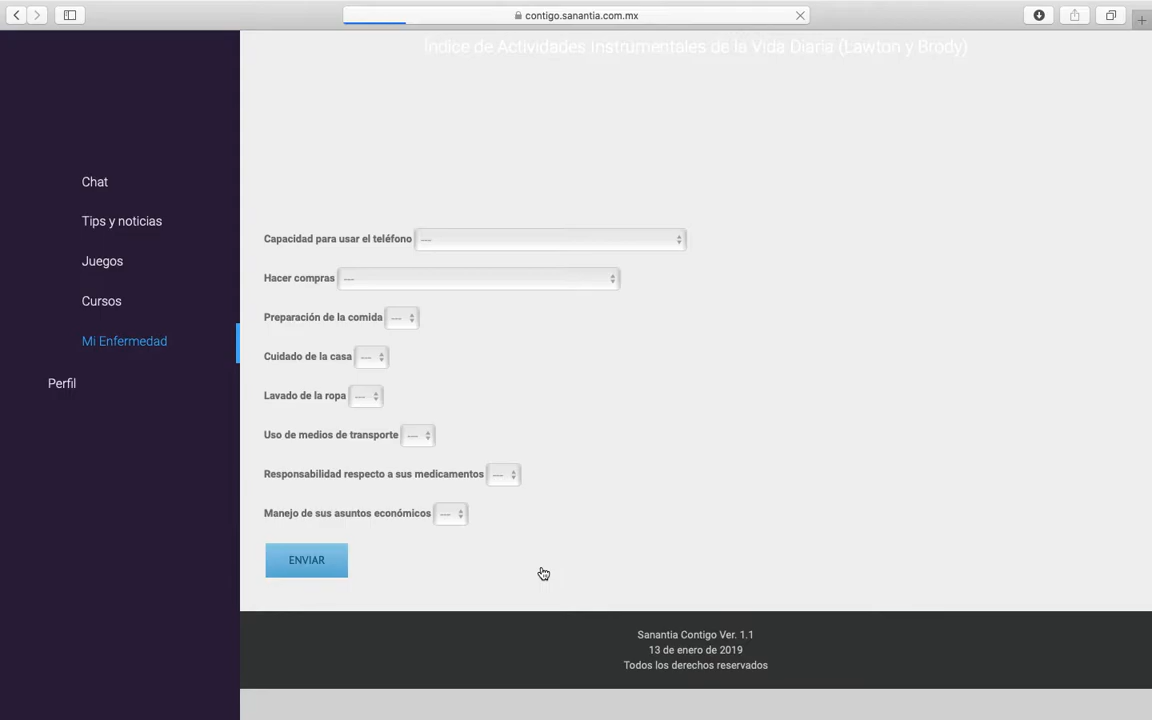 contigo.sanantia.com.mx
Índice de Actividades Instrumentales de la Vida Diaria (Lawton y Brody)
Chat
Tips y noticias
Juegos
Cursos
Mi Enfermedad
Perfil
Capacidad para usar el teléfono ---
Hacer compras ---
Preparación de la comida ---
Cuidado de la casa ---
Lavado de la ropa ---
Uso de medios de transporte ---
Responsabilidad respecto a sus medicamentos ---
Manejo de sus asuntos económicos ---
ENVIAR
Sanantia Contigo Ver. 1.1
13 de enero de 2019
Todos los derechos reservados